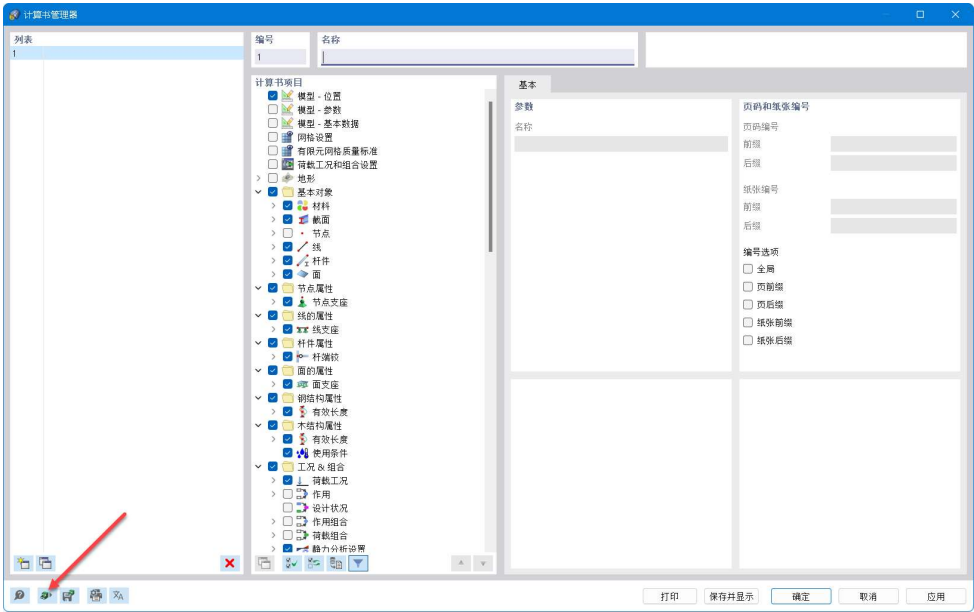 计算书管理器
列表
1
编号
1
名称
计算书项目
模型 - 位置
模型 - 参数
模型 - 基本数据
网格设置
有限元网格质量标准
荷载工况和组合设置
地形
基本对象
材料
截面
节点
线
杆件
面
节点属性
节点支座
线的属性
线支座
杆件属性
杆端铰
面的属性
面支座
钢结构属性
有效长度
木结构属性
有效长度
使用条件
工况 & 组合
荷载工况
作用
设计状况
作用组合
荷载组合
静力分析设置
基本
参数
名称
页码和纸张编号
页码编号
前缀
后缀
纸张编号
前缀
后缀
编号选项
全局
页前缀
页后缀
纸张前缀
纸张后缀
打印
保存并显示
确定
取消
应用